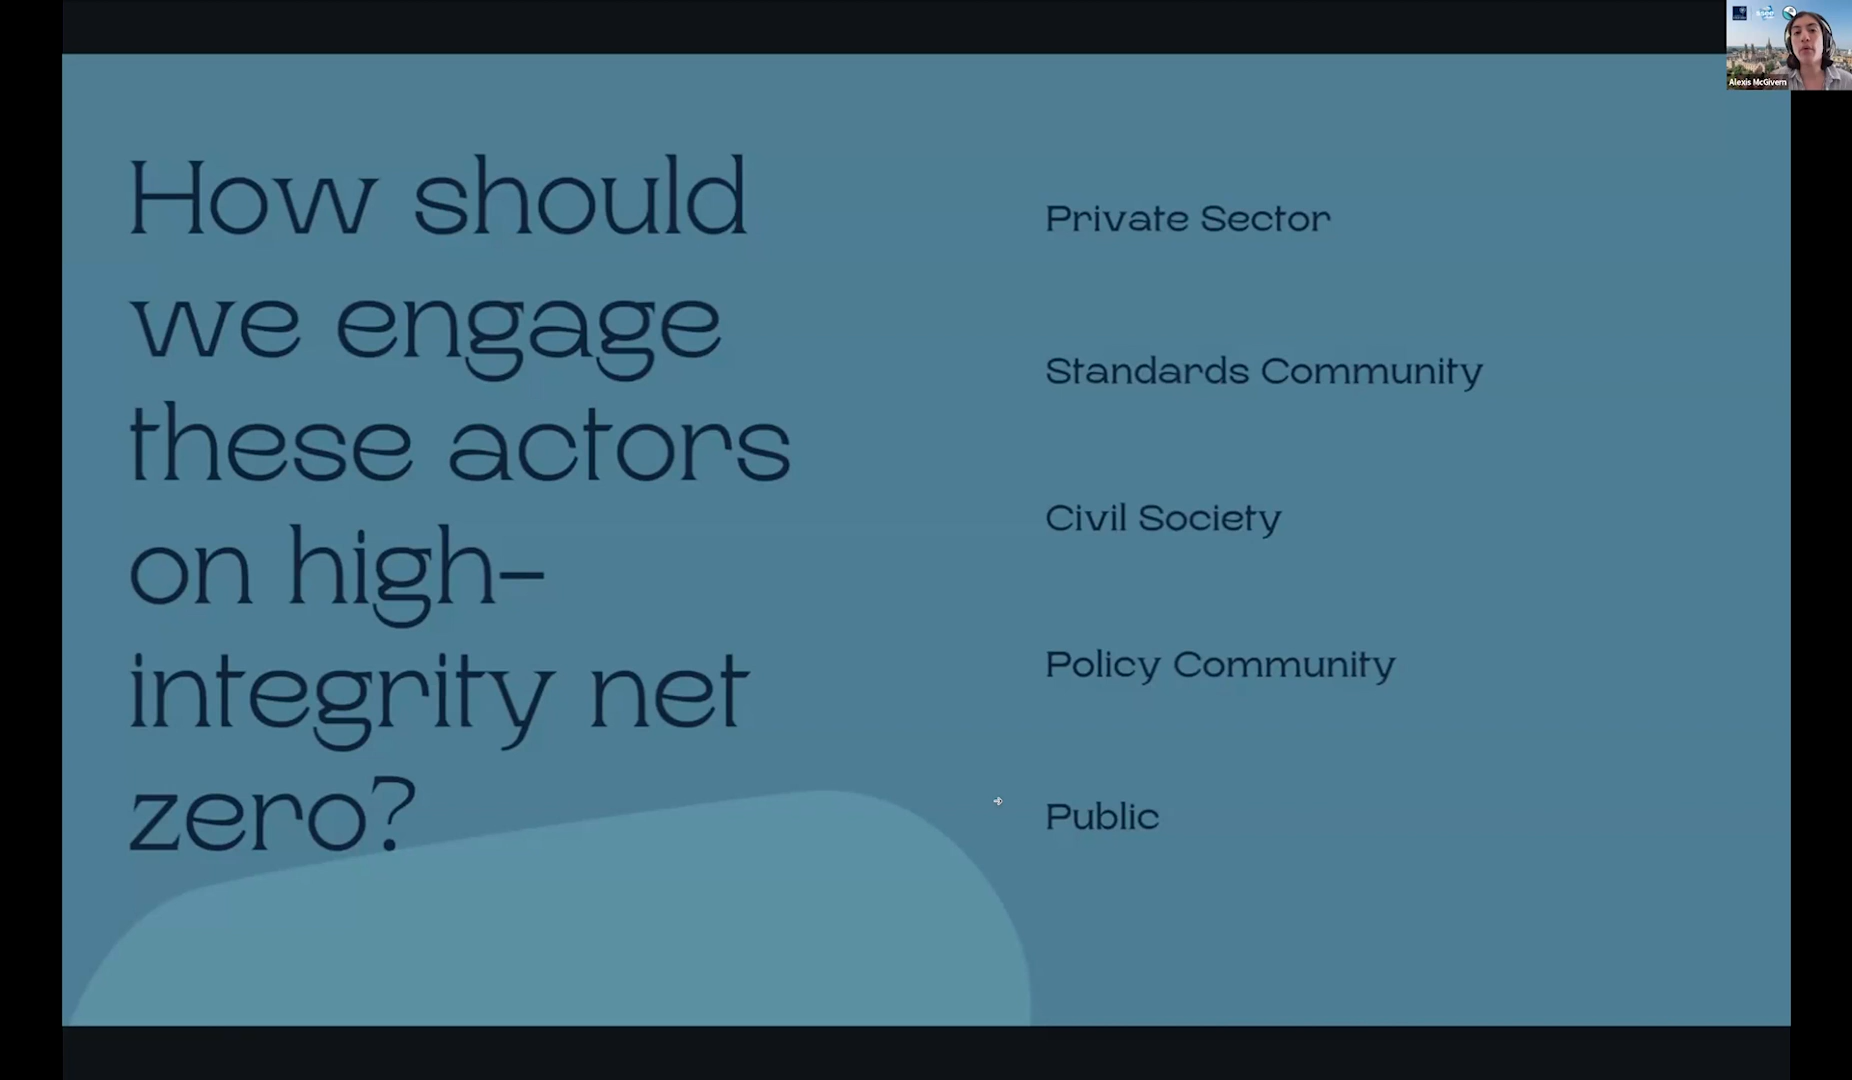 How should
we engage
these actors
on high-
integrity net
zero?
Private Sector
Standards Community
Civil Society
Policy Community
Public
Alexis McGivern